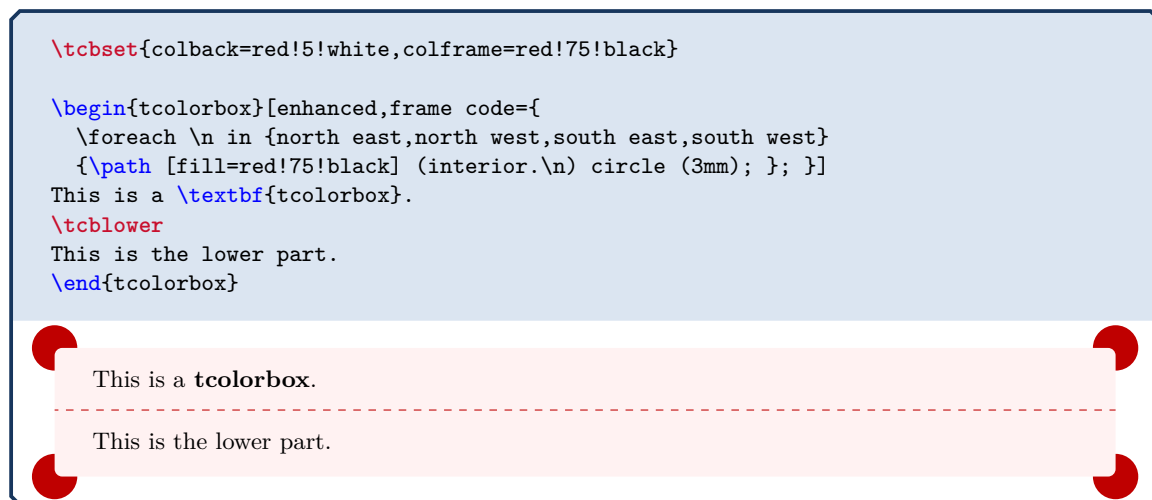 \tcbset{colback=red!5!white,colframe=red!75!black}

\begin{tcolorbox}[enhanced,frame code={
  \foreach \n in {north east,north west,south east,south west}
  {\path [fill=red!75!black] (interior.\n) circle (3mm); }; }]
This is a \textbf{tcolorbox}.
\tcblower
This is the lower part.
\end{tcolorbox}
This is a tcolorbox.
This is the lower part.